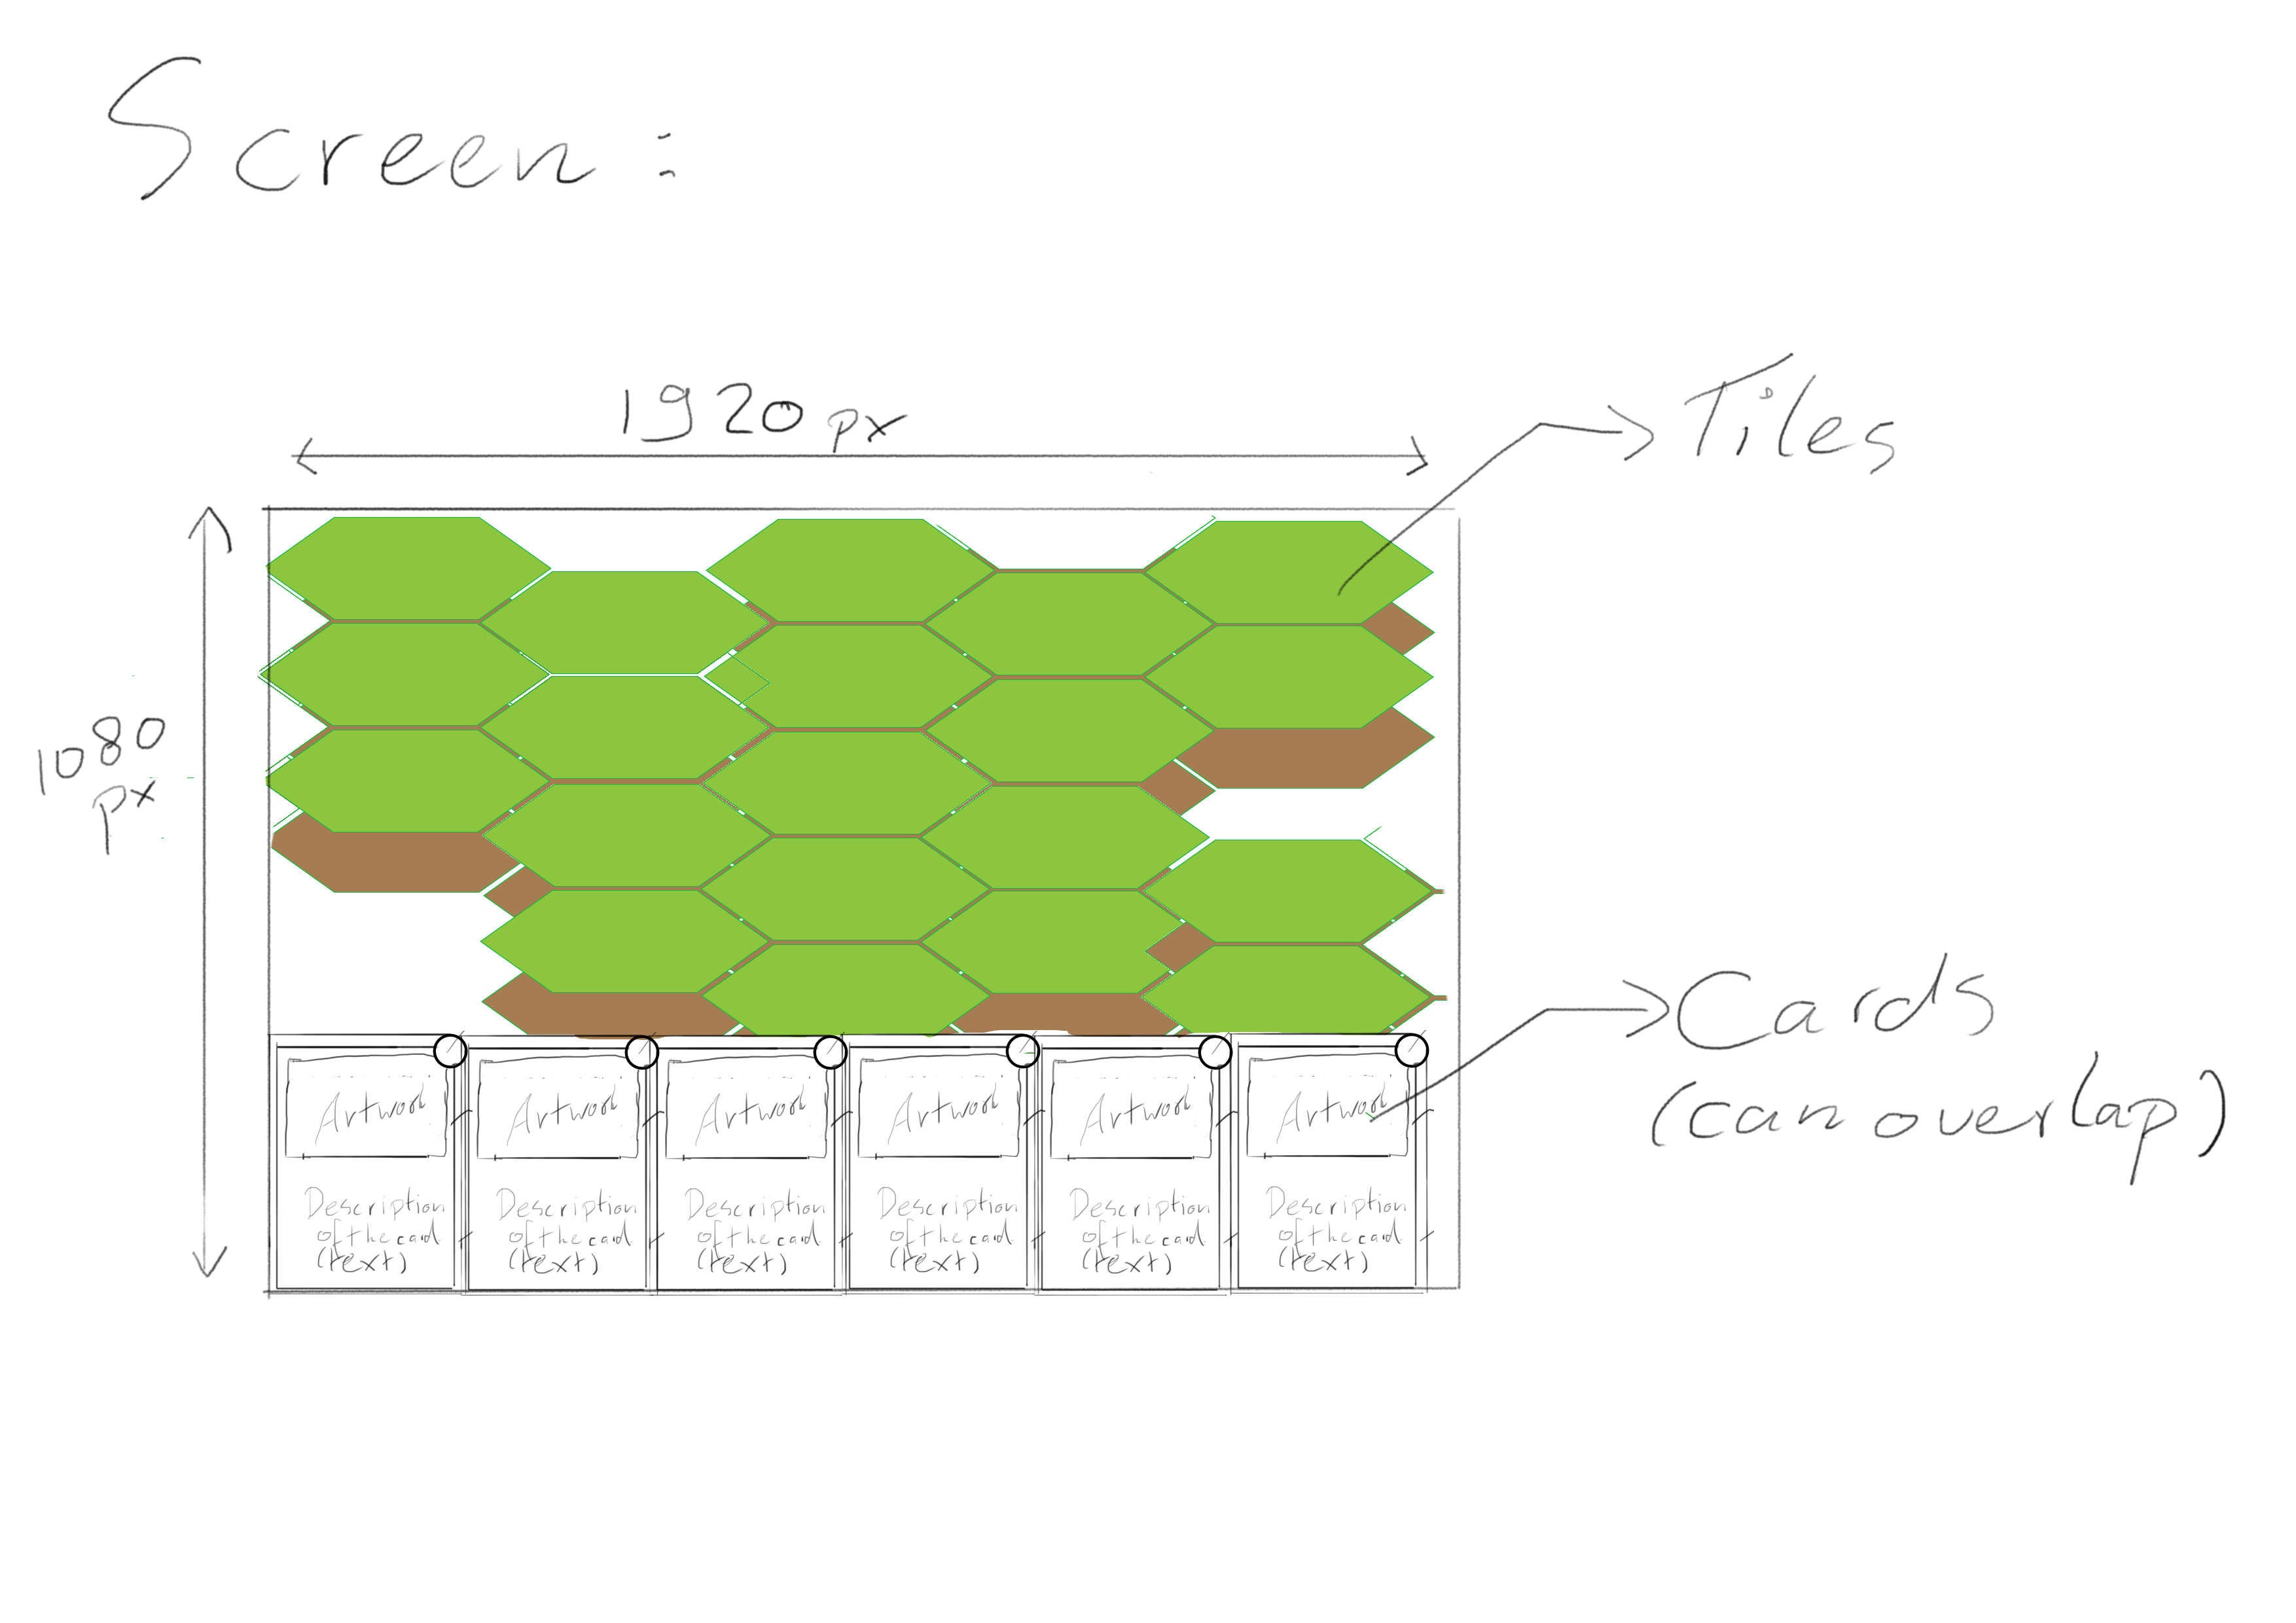 Screen:
1920 px
Tiles
1080
px
Cards
(can overlap)
Artwork
Description
of the card
(text)
Artwork
Description
of the card
(text)
Artwork
Description
of the card
(text)
Artwork
Description
of the card
(text)
Artwork
Description
of the card
(text)
Artwork
Description
of the card
(text)